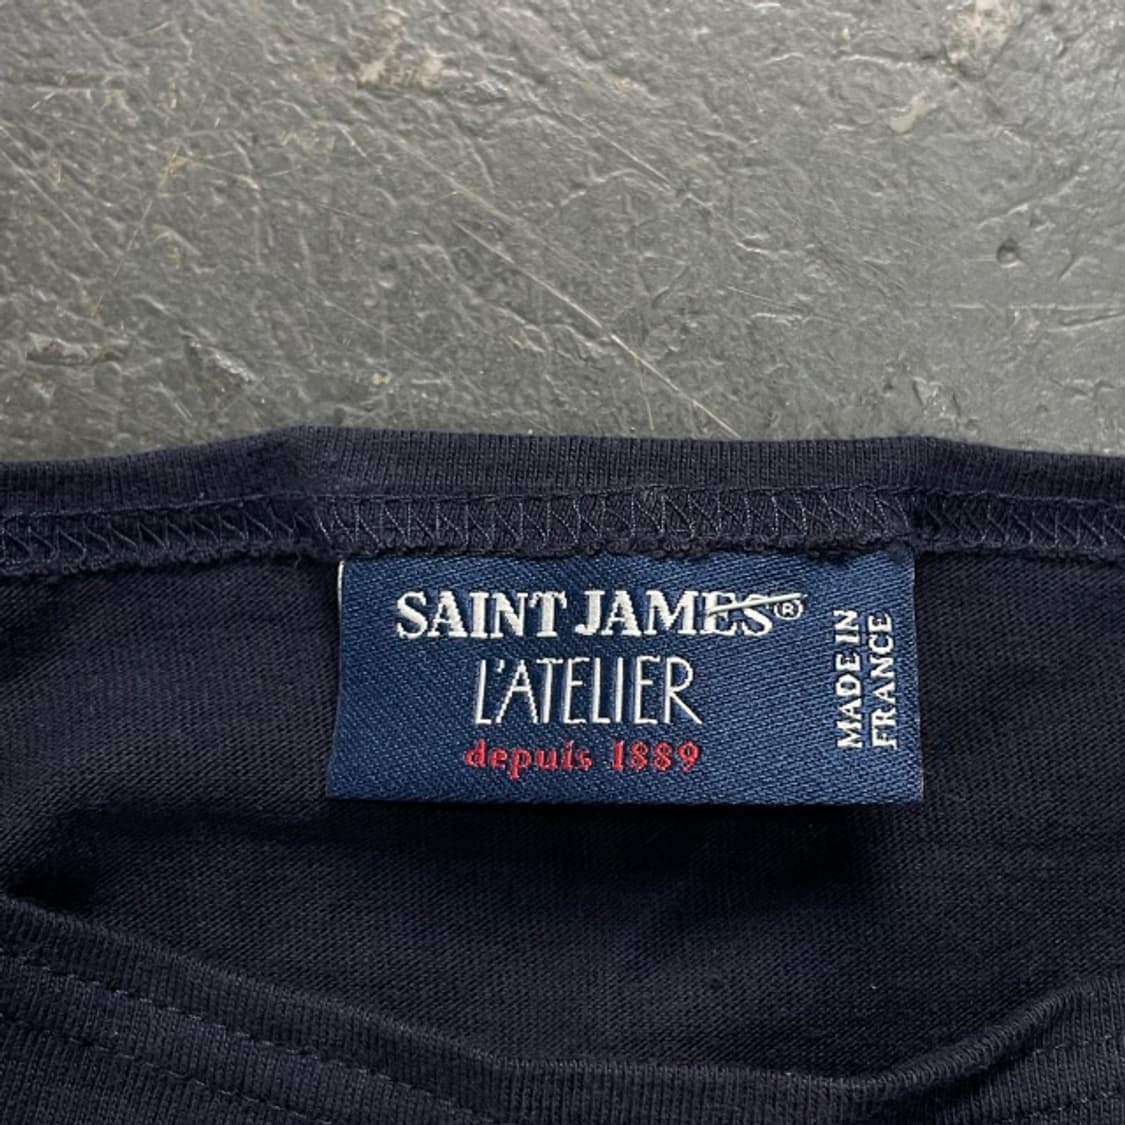 SAINT JAMES®
L'ATELIER
depuis 1889
MADE IN
FRANCE